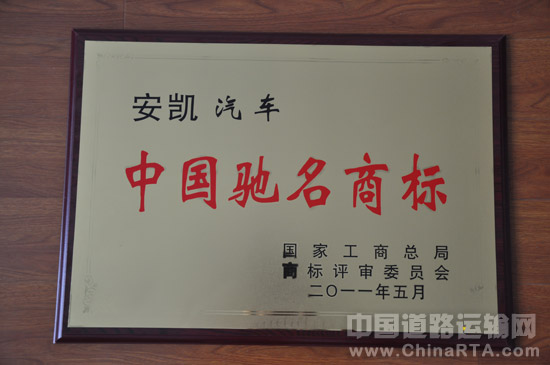 安凯 汽车
中国驰名商标
国家工商总局
商标评审委员会
二〇一一年五月
中国道路运输网
www.ChinaRTA.com